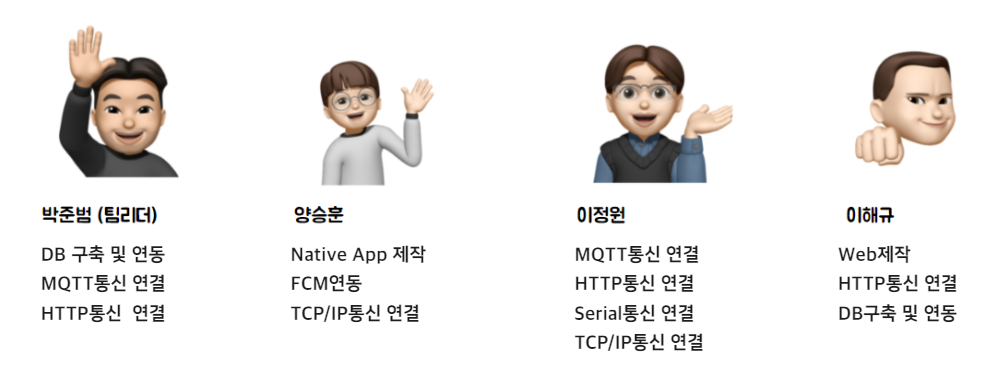 박준범 (팀리더)
DB 구축 및 연동
MQTT통신 연결
HTTP통신 연결
양승훈
Native App 제작
FCM연동
TCP/IP통신 연결
이정원
MQTT통신 연결
HTTP통신 연결
Serial통신 연결
TCP/IP통신 연결
이해규
Web제작
HTTP통신 연결
DB구축 및 연동